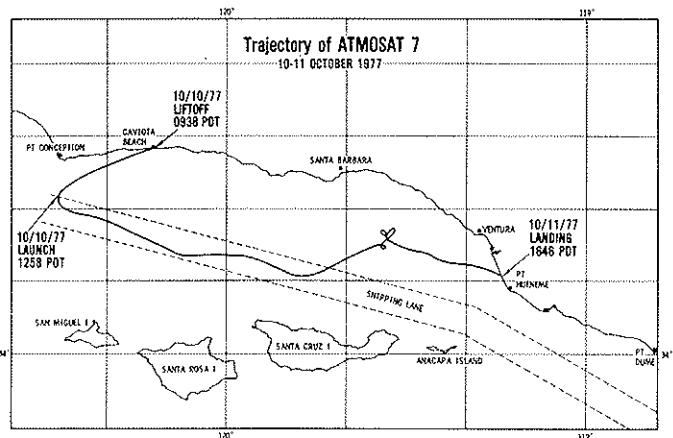 120°
119°
Trajectory of ATMOSAT 7
10-11 OCTOBER 1977
10/10/77
LIFTOFF
0938 PDT
GAVIOTA
BEACH
PT CONCEPTION
SANTA BARBARA
10/10/77
LAUNCH
1258 PDT
VENTURA
10/11/77
LANDING
1646 PDT
PT
HUENEME
SHIPPING LANE
SAN MIGUEL I
SANTA ROSA I
SANTA CRUZ I
ANACAPA ISLAND
34°
34°
PT
DUME
120°
119°